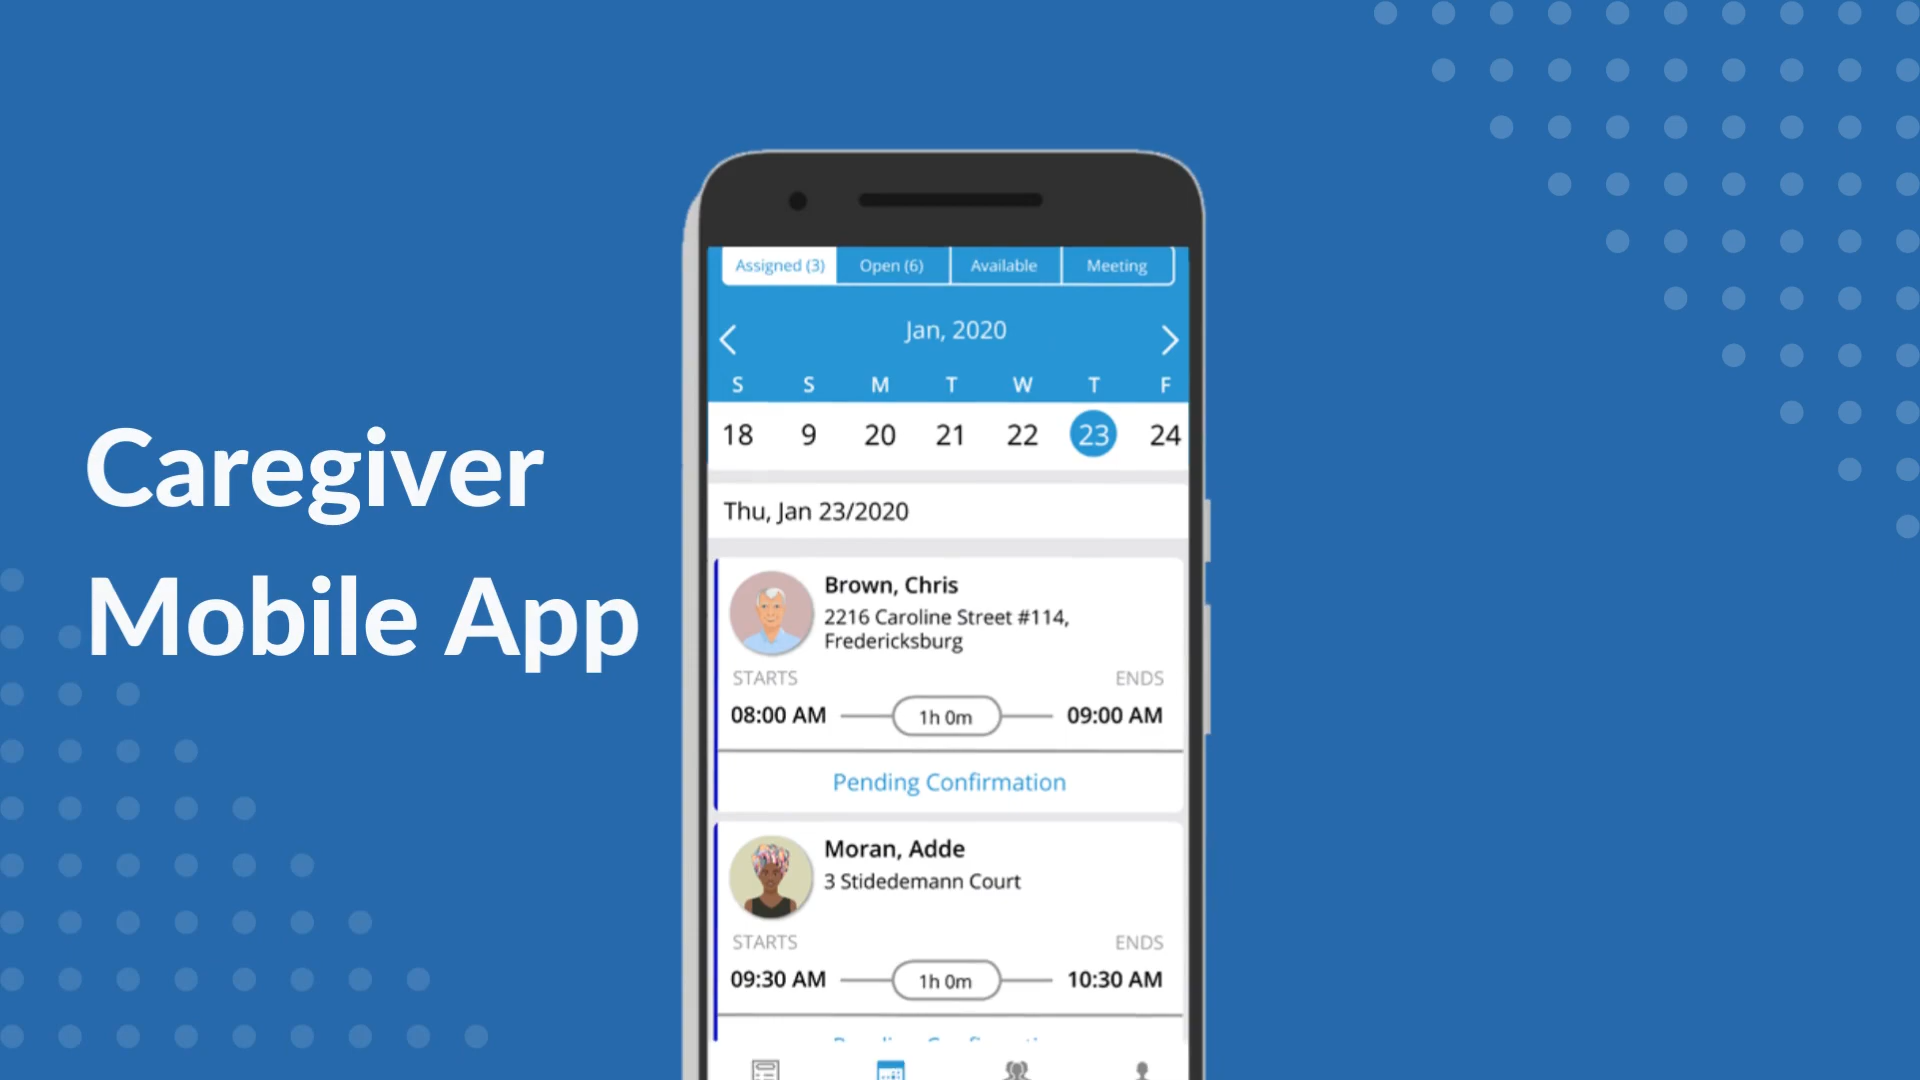 Caregiver
Mobile App
Assigned (3) Open (6) Available Meeting
Jan, 2020
S S M T W T F
18 9 20 21 22 23 24
Thu, Jan 23/2020
Brown, Chris
2216 Caroline Street #114,
Fredericksburg
STARTS ENDS
08:00 AM 1h 0m 09:00 AM
Pending Confirmation
Moran, Adde
3 Stidedemann Court
STARTS ENDS
09:30 AM 1h 0m 10:30 AM